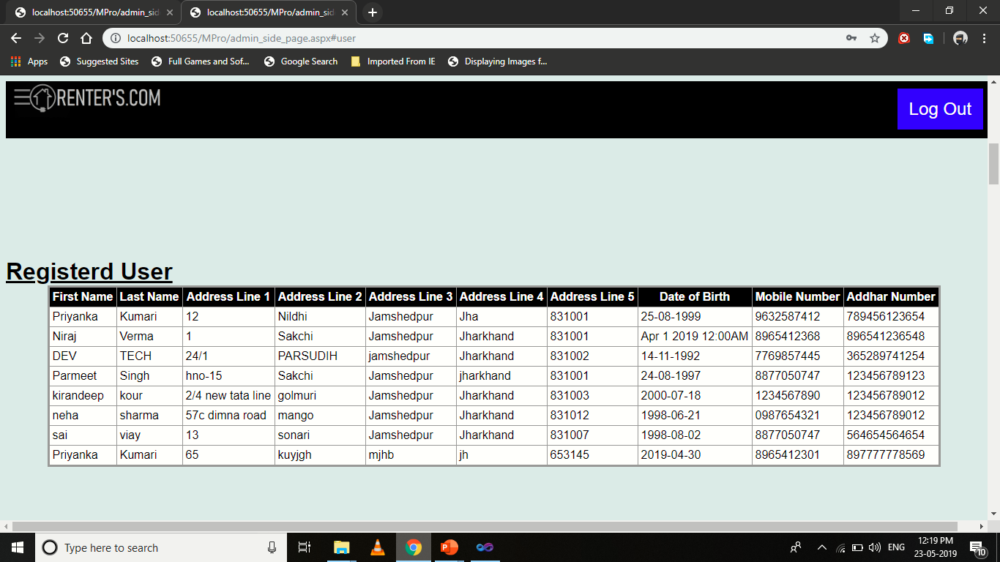 localhost:50655/MPro/admin_sid
localhost:50655/MPro/admin_sid
localhost:50655/MPro/admin_side_page.aspx#user
Apps Suggested Sites Full Games and Sof... Google Search Imported From IE Displaying Images f...
RENTER'S.COM
Log Out
Registerd User
First Name Last Name Address Line 1 Address Line 2 Address Line 3 Address Line 4 Address Line 5 Date of Birth Mobile Number Addhar Number
Priyanka Kumari 12 Nildhi Jamshedpur Jha 831001 25-08-1999 9632587412 789456123654
Niraj Verma 1 Sakchi Jamshedpur Jharkhand 831001 Apr 1 2019 12:00AM 8965412368 896541236548
DEV TECH 24/1 PARSUDIH jamshedpur Jharkhand 831002 14-11-1992 7769857445 365289741254
Parmeet Singh hno-15 Sakchi Jamshedpur jharkhand 831001 24-08-1997 8877050747 123456789123
kirandeep kour 2/4 new tata line golmuri Jamshedpur Jharkhand 831003 2000-07-18 1234567890 123456789012
neha sharma 57c dimna road mango Jamshedpur Jharkhand 831012 1998-06-21 0987654321 123456789012
sai viay 13 sonari Jamshedpur Jharkhand 831007 1998-08-02 8877050747 564654564654
Priyanka Kumari 65 kuyjgh mjhb jh 653145 2019-04-30 8965412301 897777778569
Type here to search
ENG
12:19 PM
23-05-2019
10